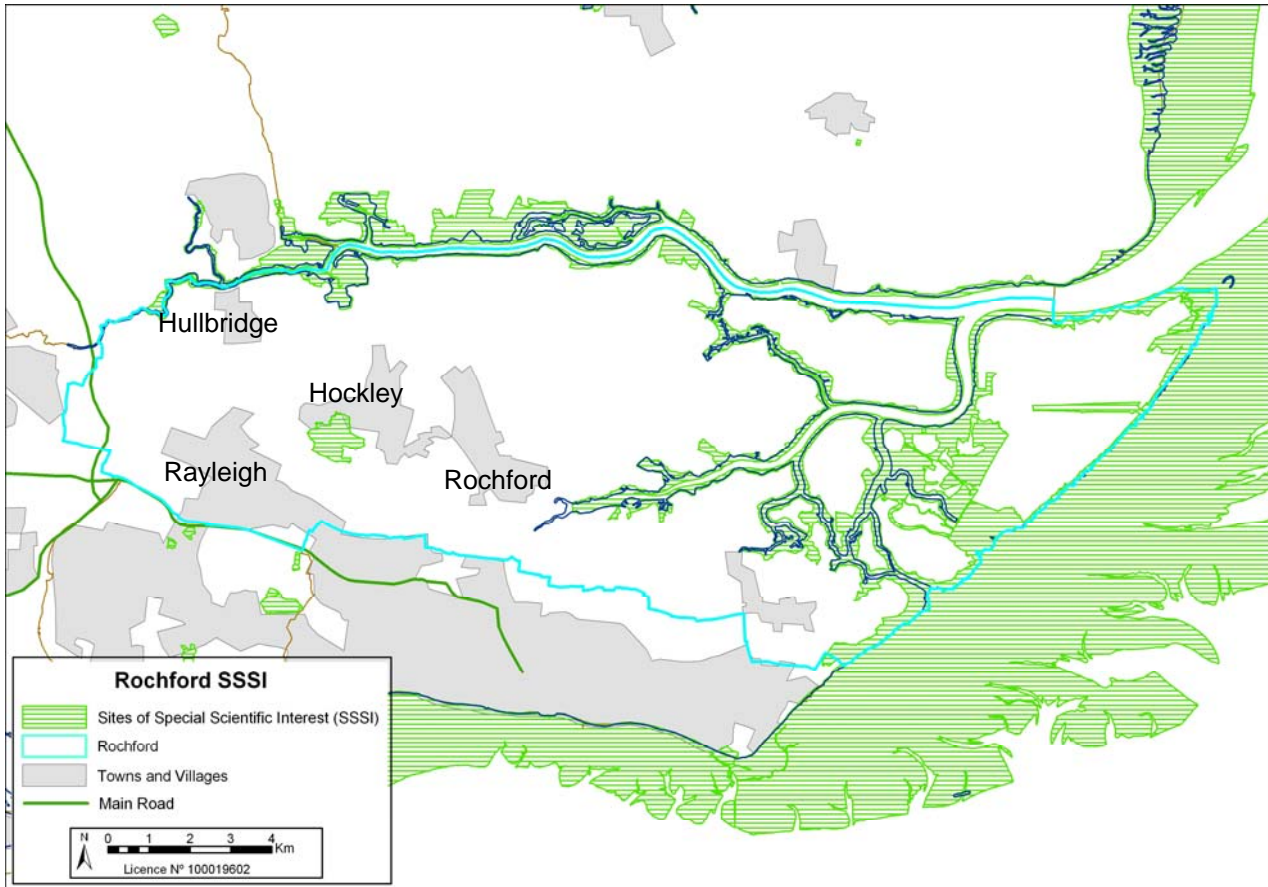 Hullbridge
Hockley
Rayleigh
Rochford
Rochford SSSI
Sites of Special Scientific Interest (SSSI)
Rochford
Towns and Villages
Main Road
N
0 1 2 3 4
Km
Licence Nº 100019602